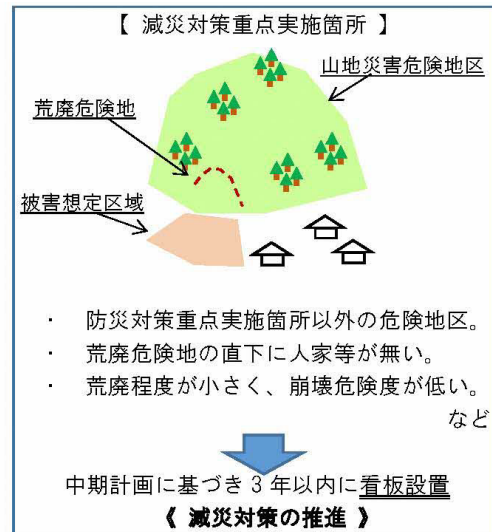 【 減災対策重点実施箇所 】
山地災害危険地区
荒廃危険地
被害想定区域
・ 防災対策重点実施箇所以外の危険地区。
・ 荒廃危険地の直下に人家等が無い。
・ 荒廃程度が小さく、崩壊危険度が低い。
など
中期計画に基づき3年以内に看板設置
《 減災対策の推進 》